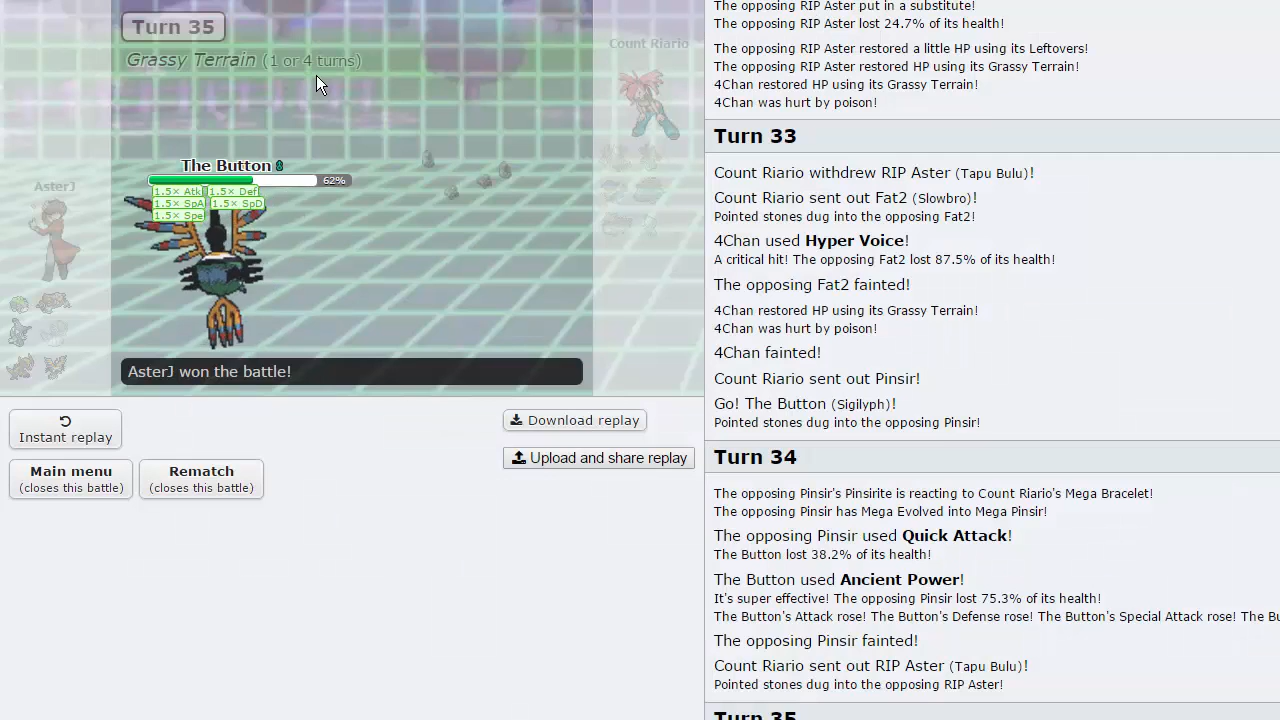 Turn 35
Grassy Terrain (1 or 4 turns)
Count Riario
AsterJ
The Button 62%
1.5× Atk 1.5× Def
1.5× SpA 1.5× SpD
1.5× Spe
AsterJ won the battle!
Instant replay
Download replay
Upload and share replay
Main menu
(closes this battle)
Rematch
(closes this battle)
The opposing RIP Aster put in a substitute!
The opposing RIP Aster lost 24.7% of its health!
The opposing RIP Aster restored a little HP using its Leftovers!
The opposing RIP Aster restored HP using its Grassy Terrain!
4Chan restored HP using its Grassy Terrain!
4Chan was hurt by poison!
Turn 33
Count Riario withdrew RIP Aster (Tapu Bulu)!
Count Riario sent out Fat2 (Slowbro)!
Pointed stones dug into the opposing Fat2!
4Chan used Hyper Voice!
A critical hit! The opposing Fat2 lost 87.5% of its health!
The opposing Fat2 fainted!
4Chan restored HP using its Grassy Terrain!
4Chan was hurt by poison!
4Chan fainted!
Count Riario sent out Pinsir!
Go! The Button (Sigilyph)!
Pointed stones dug into the opposing Pinsir!
Turn 34
The opposing Pinsir's Pinsirite is reacting to Count Riario's Mega Bracelet!
The opposing Pinsir has Mega Evolved into Mega Pinsir!
The opposing Pinsir used Quick Attack!
The Button lost 38.2% of its health!
The Button used Ancient Power!
It's super effective! The opposing Pinsir lost 75.3% of its health!
The Button's Attack rose! The Button's Defense rose! The Button's Special Attack rose! The Bu
The opposing Pinsir fainted!
Count Riario sent out RIP Aster (Tapu Bulu)!
Pointed stones dug into the opposing RIP Aster!
Turn 35